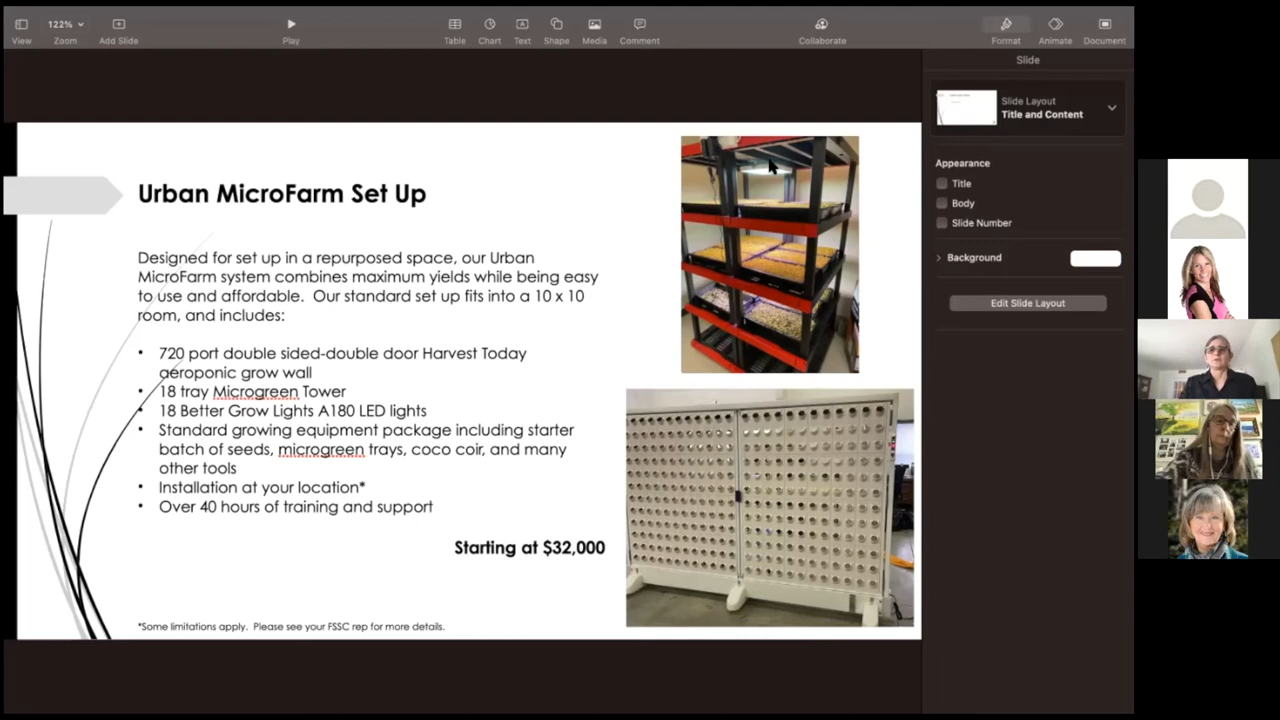 122%
View
Zoom
Add Slide
Play
Table
Chart
Text
Shape
Media
Comment
Collaborate
Format
Animate
Document
Slide
Slide Layout
Title and Content
Appearance
Title
Body
Slide Number
Background
Edit Slide Layout
Urban MicroFarm Set Up
Designed for set up in a repurposed space, our Urban
MicroFarm system combines maximum yields while being easy
to use and affordable.  Our standard set up fits into a 10 x 10
room, and includes:
• 720 port double sided-double door Harvest Today
aeroponic grow wall
• 18 tray Microgreen Tower
• 18 Better Grow Lights A180 LED lights
• Standard growing equipment package including starter
batch of seeds, microgreen trays, coco coir, and many
other tools
• Installation at your location*
• Over 40 hours of training and support
Starting at $32,000
*Some limitations apply.  Please see your FSSC rep for more details.